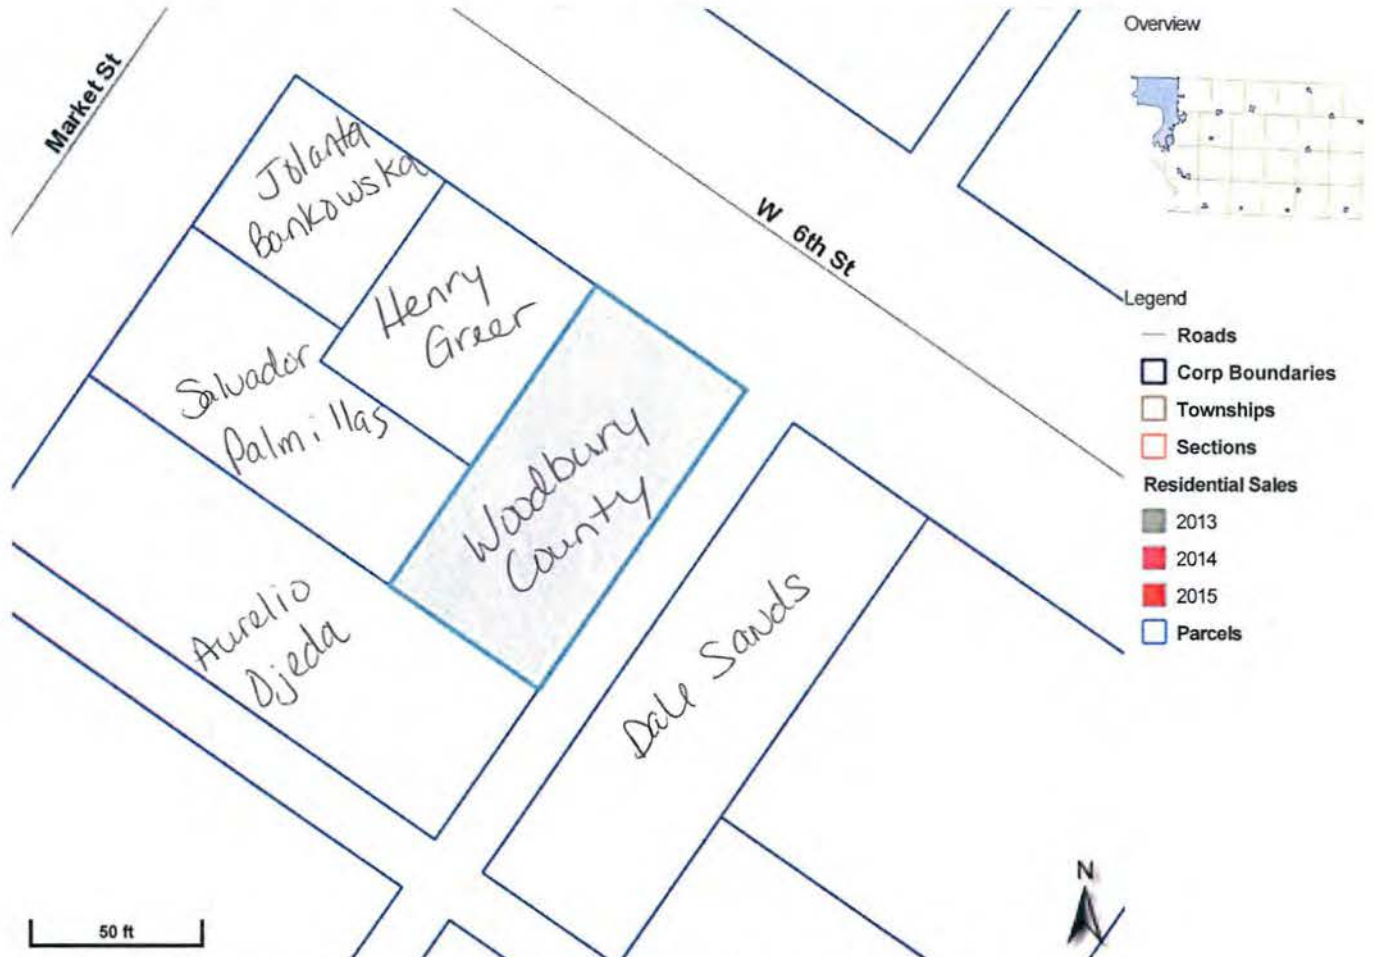 Overview
Market St
Jolanta
Bankowska
W 6th St
Henry
Greer
Legend
Roads
Corp Boundaries
Townships
Sections
Residential Sales
2013
2014
2015
Parcels
Salvador
Palmillas
Woodbury
County
Aurelio
Ojeda
Dale Sands
N
50 ft